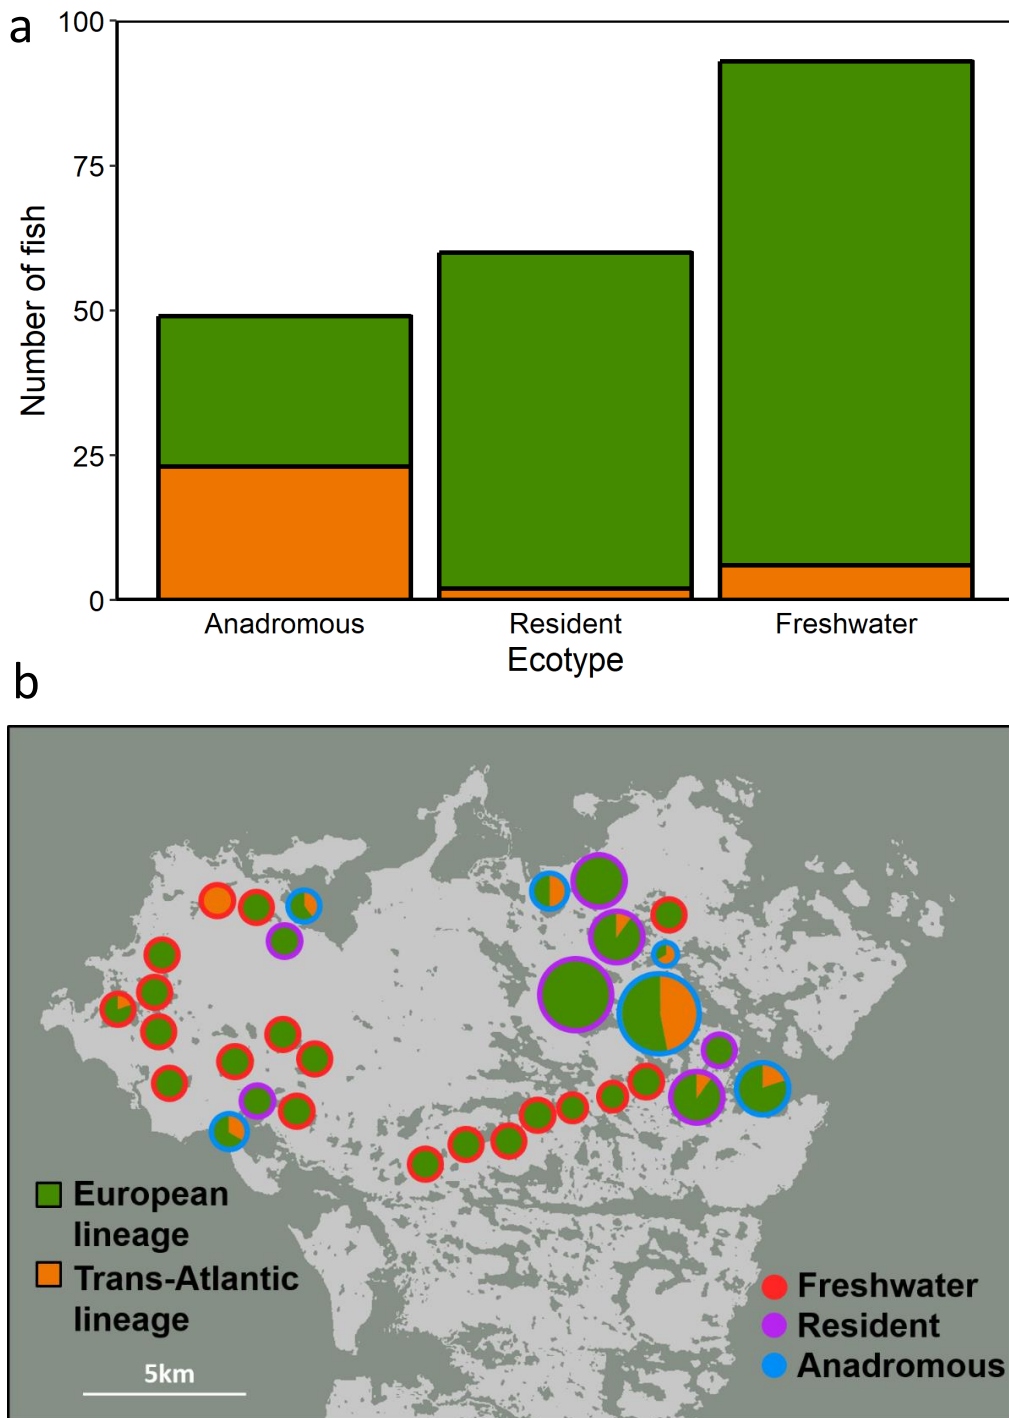 a
100
75
50
25
0
Number of fish
Anadromous
Resident
Freshwater
Ecotype
b
European
lineage
Trans-Atlantic
lineage
5km
Freshwater
Resident
Anadromous